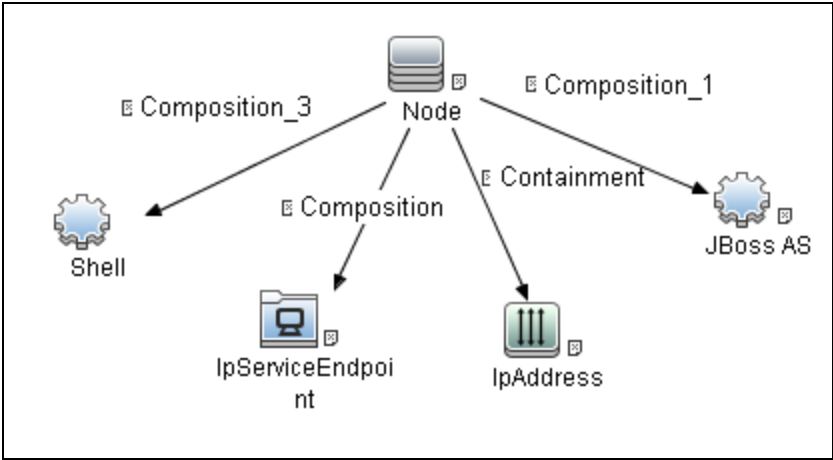 Composition_3
Composition_1
Node
Containment
Composition
JBoss AS
Shell
IpServiceEndpoi
nt
IpAddress